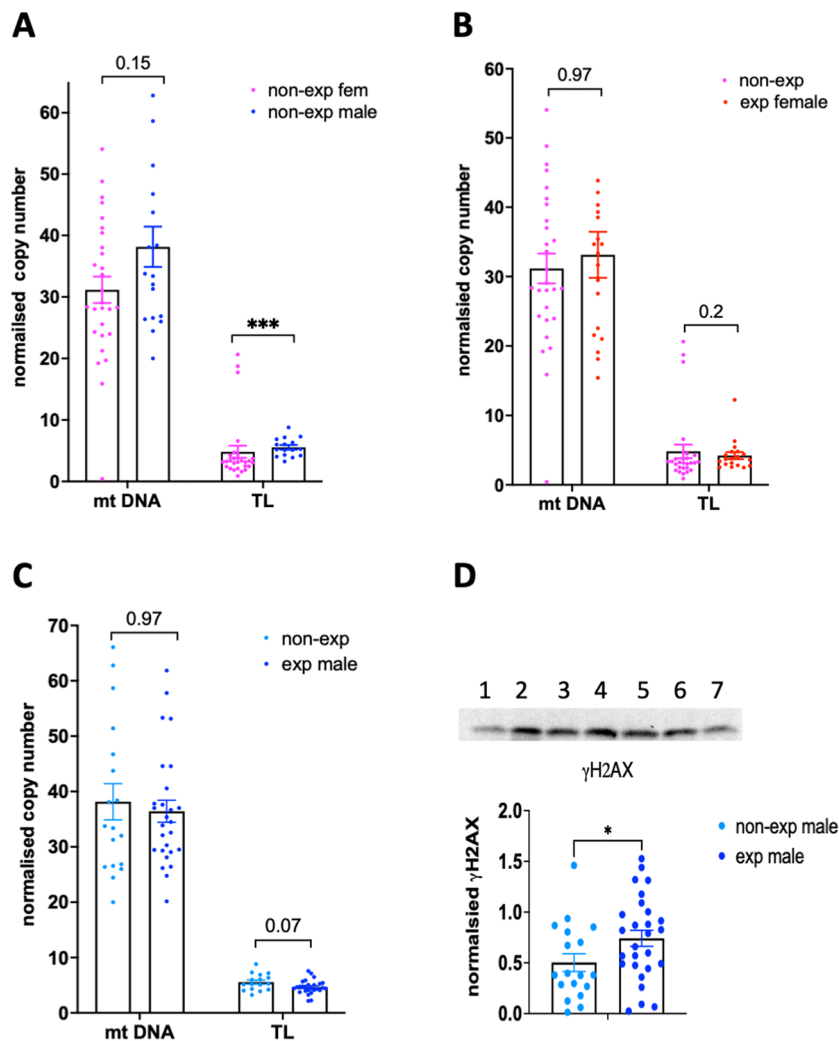 A
0.15
non-exp fem
non-exp male
***
normailsed copy number
60
50
40
30
20
10
0
mt DNA TL
B
0.97
non-exp
exp female
0.2
normalsied copy number
60
50
40
30
20
10
0
mt DNA TL
C
0.97
non-exp
exp male
0.07
normalised copy number
70
60
50
40
30
20
10
0
mt DNA TL
D
1 2 3 4 5 6 7
γH2AX
*
non-exp male
exp male
normalsied γH2AX
2.0
1.5
1.0
0.5
0.0